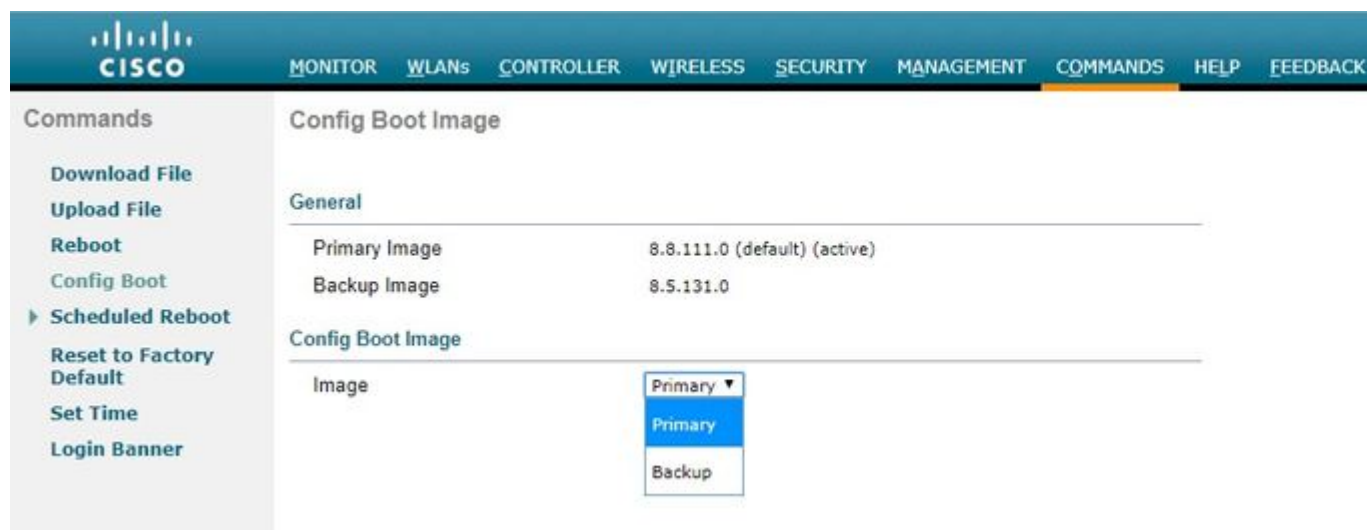 CISCO
MONITOR WLANs CONTROLLER WIRELESS SECURITY MANAGEMENT COMMANDS HELP FEEDBACK
Commands
Download File
Upload File
Reboot
Config Boot
Scheduled Reboot
Reset to Factory
Default
Set Time
Login Banner
Config Boot Image
General
Primary Image 8.8.111.0 (default) (active)
Backup Image 8.5.131.0
Config Boot Image
Image Primary
Primary
Backup